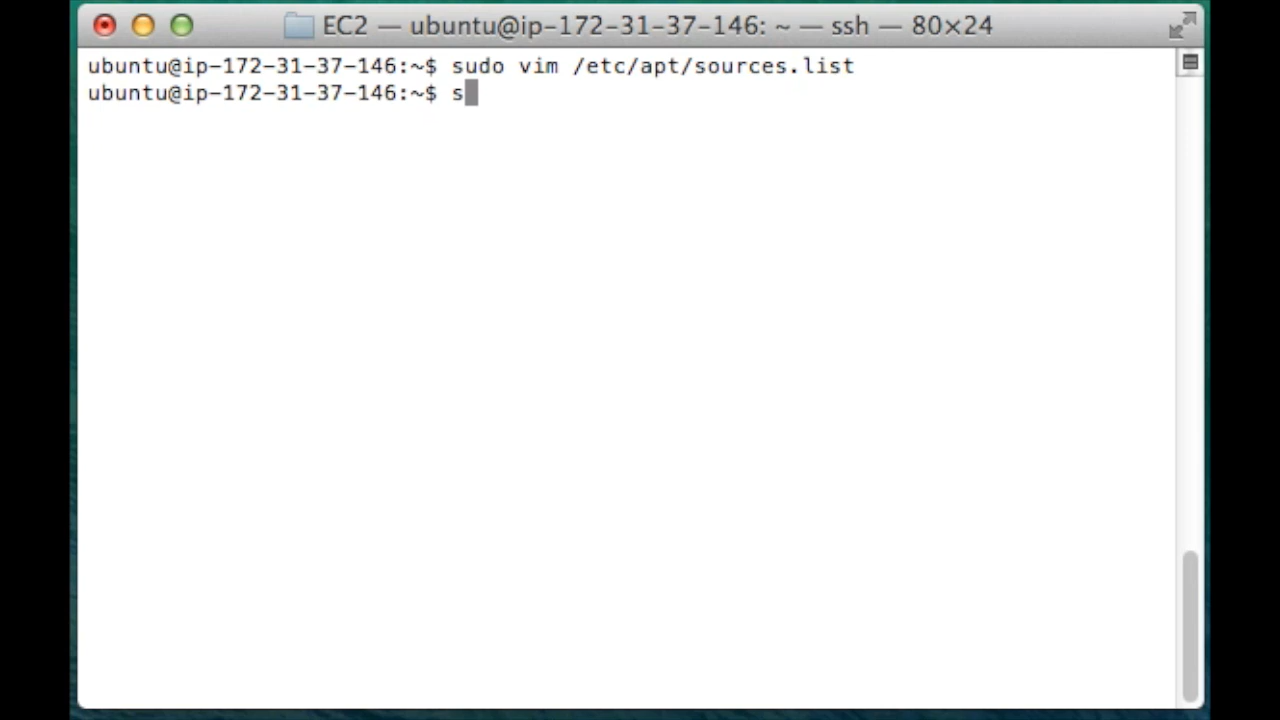 EC2 — ubuntu@ip-172-31-37-146: ~ — ssh — 80×24
ubuntu@ip-172-31-37-146:~$ sudo vim /etc/apt/sources.list
ubuntu@ip-172-31-37-146:~$ s